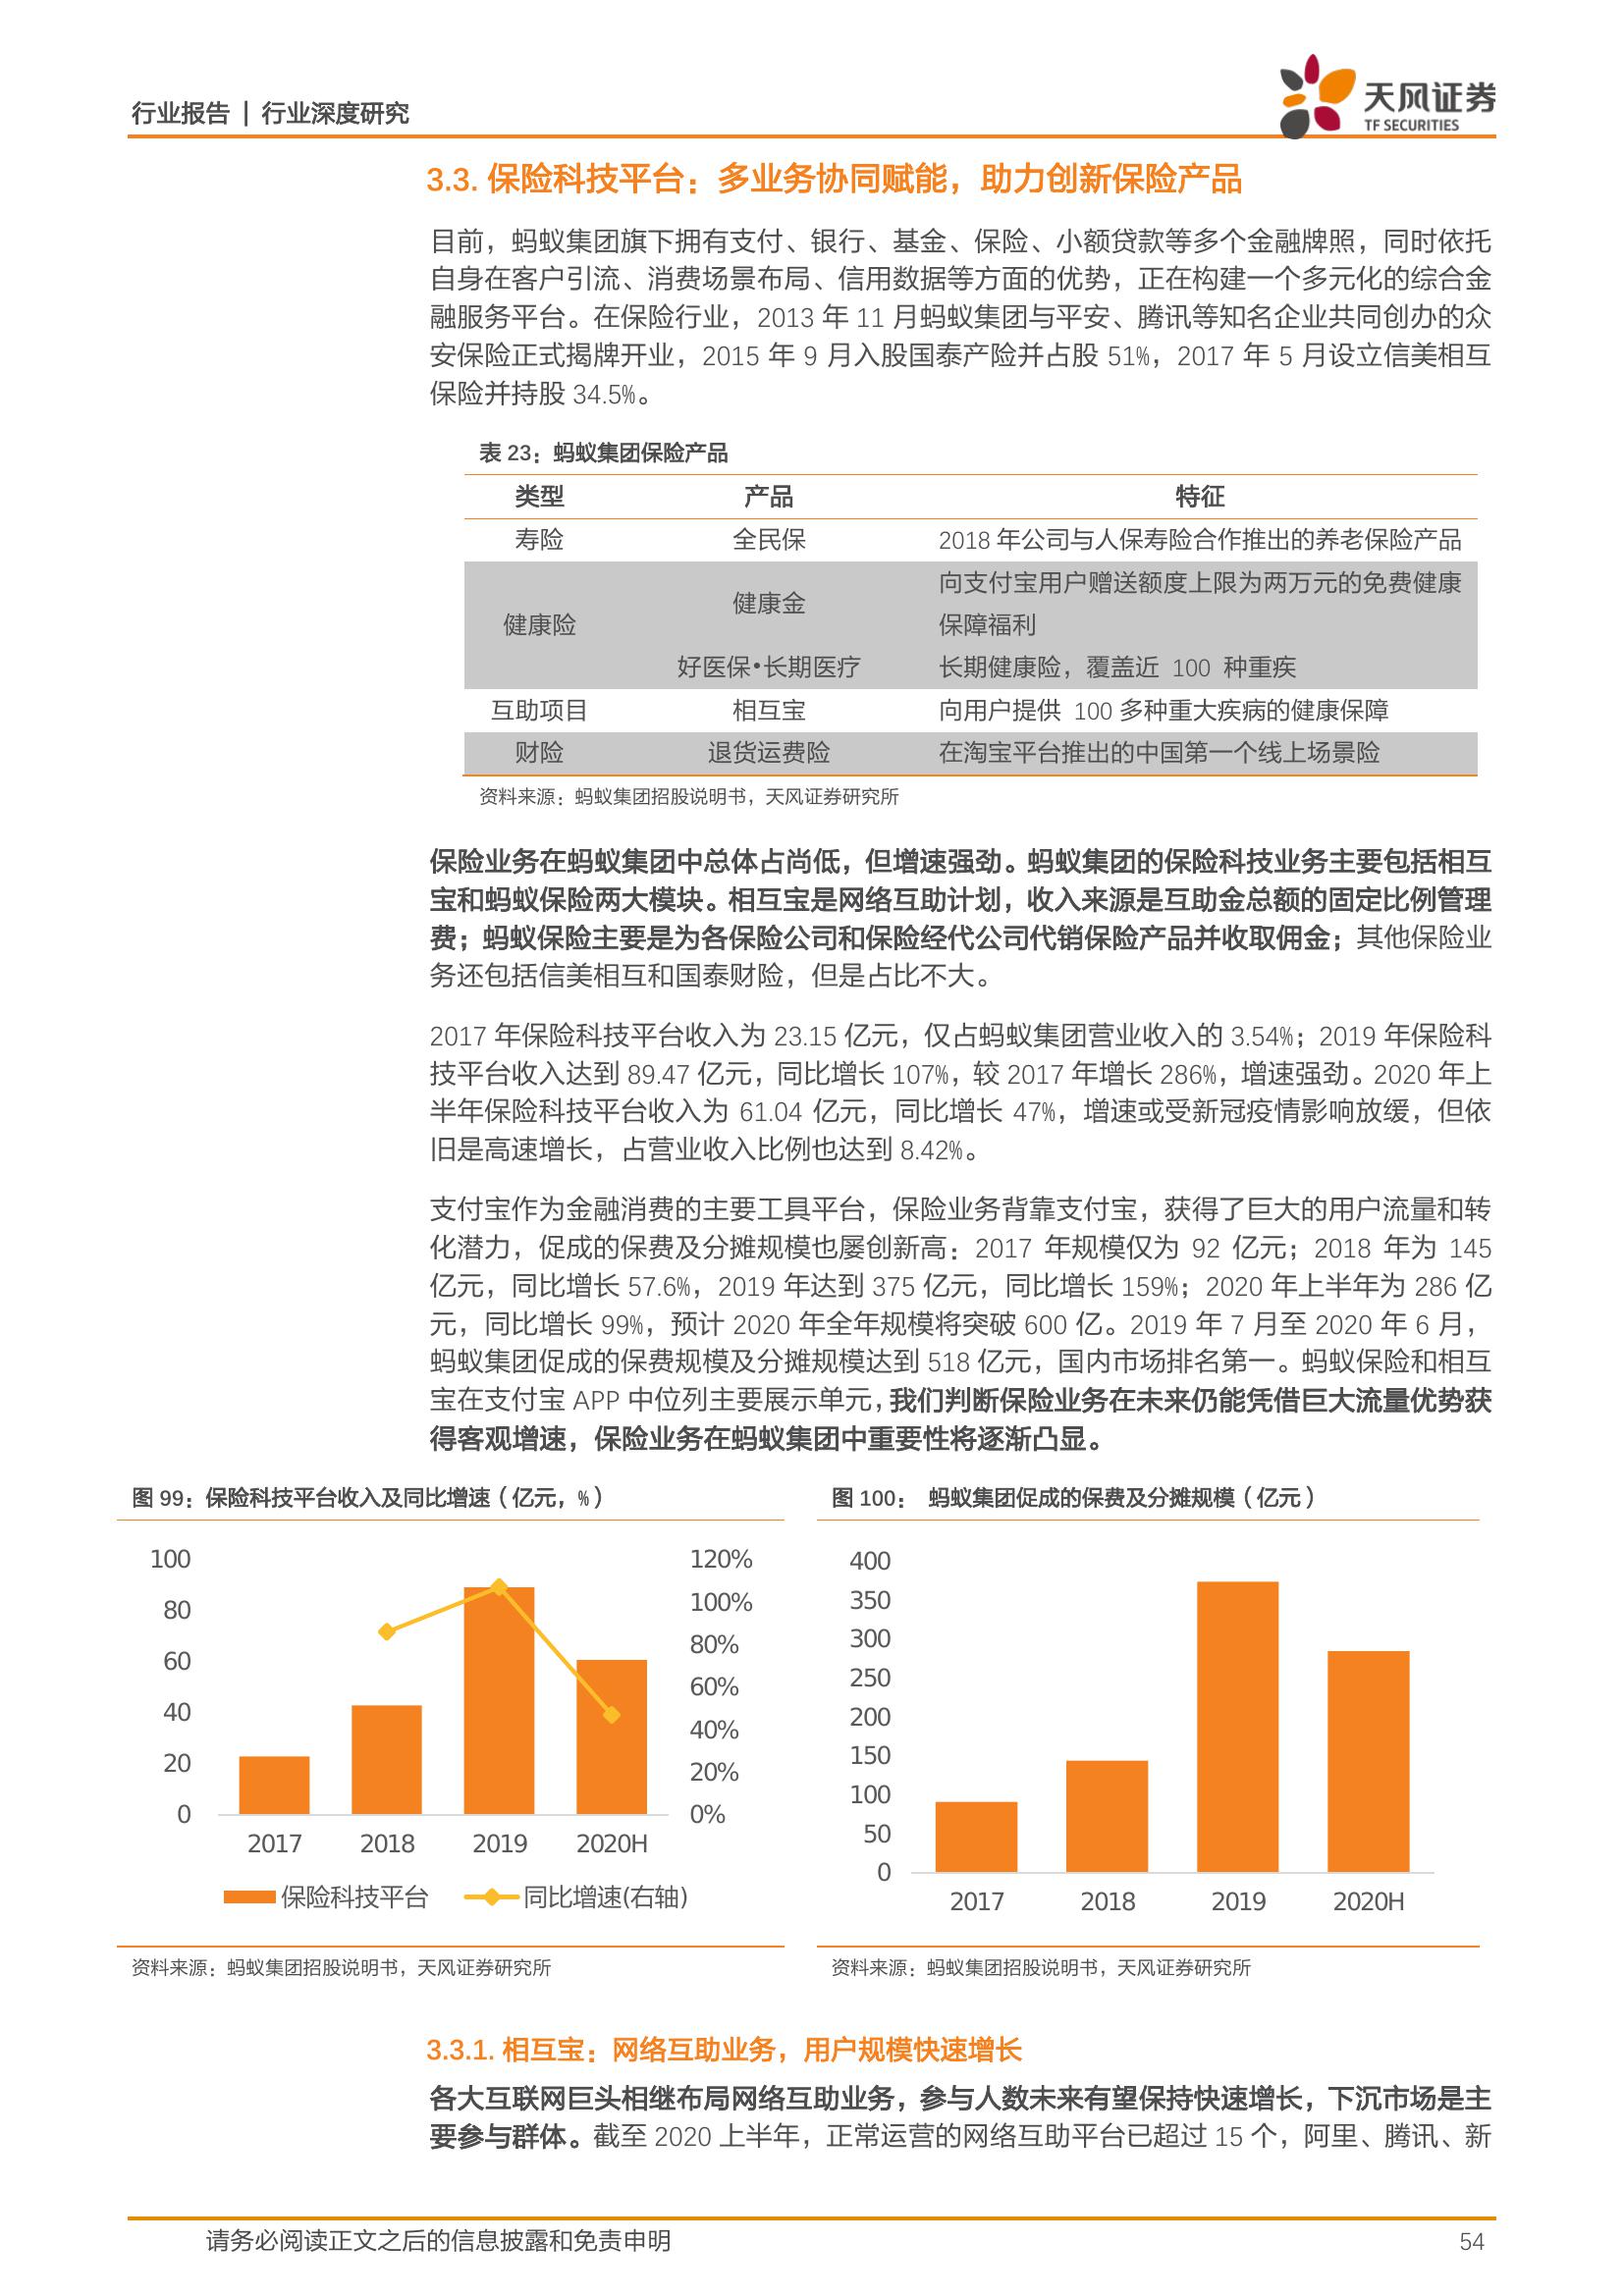 行业报告 | 行业深度研究
天风证券
TF SECURITIES
3.3. 保险科技平台：多业务协同赋能，助力创新保险产品
目前，蚂蚁集团旗下拥有支付、银行、基金、保险、小额贷款等多个金融牌照，同时依托
自身在客户引流、消费场景布局、信用数据等方面的优势，正在构建一个多元化的综合金
融服务平台。在保险行业，2013 年 11 月蚂蚁集团与平安、腾讯等知名企业共同创办的众
安保险正式揭牌开业，2015 年 9 月入股国泰产险并占股 51%，2017 年 5 月设立信美相互
保险并持股 34.5%。
表 23：蚂蚁集团保险产品
类型 产品 特征
寿险 全民保 2018 年公司与人保寿险合作推出的养老保险产品
健康险 健康金 向支付宝用户赠送额度上限为两万元的免费健康
保障福利
好医保•长期医疗 长期健康险，覆盖近 100 种重疾
互助项目 相互宝 向用户提供 100 多种重大疾病的健康保障
财险 退货运费险 在淘宝平台推出的中国第一个线上场景险
资料来源：蚂蚁集团招股说明书，天风证券研究所
保险业务在蚂蚁集团中总体占尚低，但增速强劲。蚂蚁集团的保险科技业务主要包括相互
宝和蚂蚁保险两大模块。相互宝是网络互助计划，收入来源是互助金总额的固定比例管理
费；蚂蚁保险主要是为各保险公司和保险经代公司代销保险产品并收取佣金；其他保险业
务还包括信美相互和国泰财险，但是占比不大。
2017 年保险科技平台收入为 23.15 亿元，仅占蚂蚁集团营业收入的 3.54%；2019 年保险科
技平台收入达到 89.47 亿元，同比增长 107%，较 2017 年增长 286%，增速强劲。2020 年上
半年保险科技平台收入为 61.04 亿元，同比增长 47%，增速或受新冠疫情影响放缓，但依
旧是高速增长，占营业收入比例也达到 8.42%。
支付宝作为金融消费的主要工具平台，保险业务背靠支付宝，获得了巨大的用户流量和转
化潜力，促成的保费及分摊规模也屡创新高：2017 年规模仅为 92 亿元；2018 年为 145
亿元，同比增长 57.6%，2019 年达到 375 亿元，同比增长 159%；2020 年上半年为 286 亿
元，同比增长 99%，预计 2020 年全年规模将突破 600 亿。2019 年 7 月至 2020 年 6 月，
蚂蚁集团促成的保费规模及分摊规模达到 518 亿元，国内市场排名第一。蚂蚁保险和相互
宝在支付宝 APP 中位列主要展示单元，我们判断保险业务在未来仍能凭借巨大流量优势获
得客观增速，保险业务在蚂蚁集团中重要性将逐渐凸显。
图 99：保险科技平台收入及同比增速（亿元，%）
100
80
60
40
20
0
120%
100%
80%
60%
40%
20%
0%
2017 2018 2019 2020H
保险科技平台 同比增速(右轴)
资料来源：蚂蚁集团招股说明书，天风证券研究所
图 100： 蚂蚁集团促成的保费及分摊规模（亿元）
400
350
300
250
200
150
100
50
0
2017 2018 2019 2020H
资料来源：蚂蚁集团招股说明书，天风证券研究所
3.3.1. 相互宝：网络互助业务，用户规模快速增长
各大互联网巨头相继布局网络互助业务，参与人数未来有望保持快速增长，下沉市场是主
要参与群体。截至 2020 上半年，正常运营的网络互助平台已超过 15 个，阿里、腾讯、新
请务必阅读正文之后的信息披露和免责申明 54